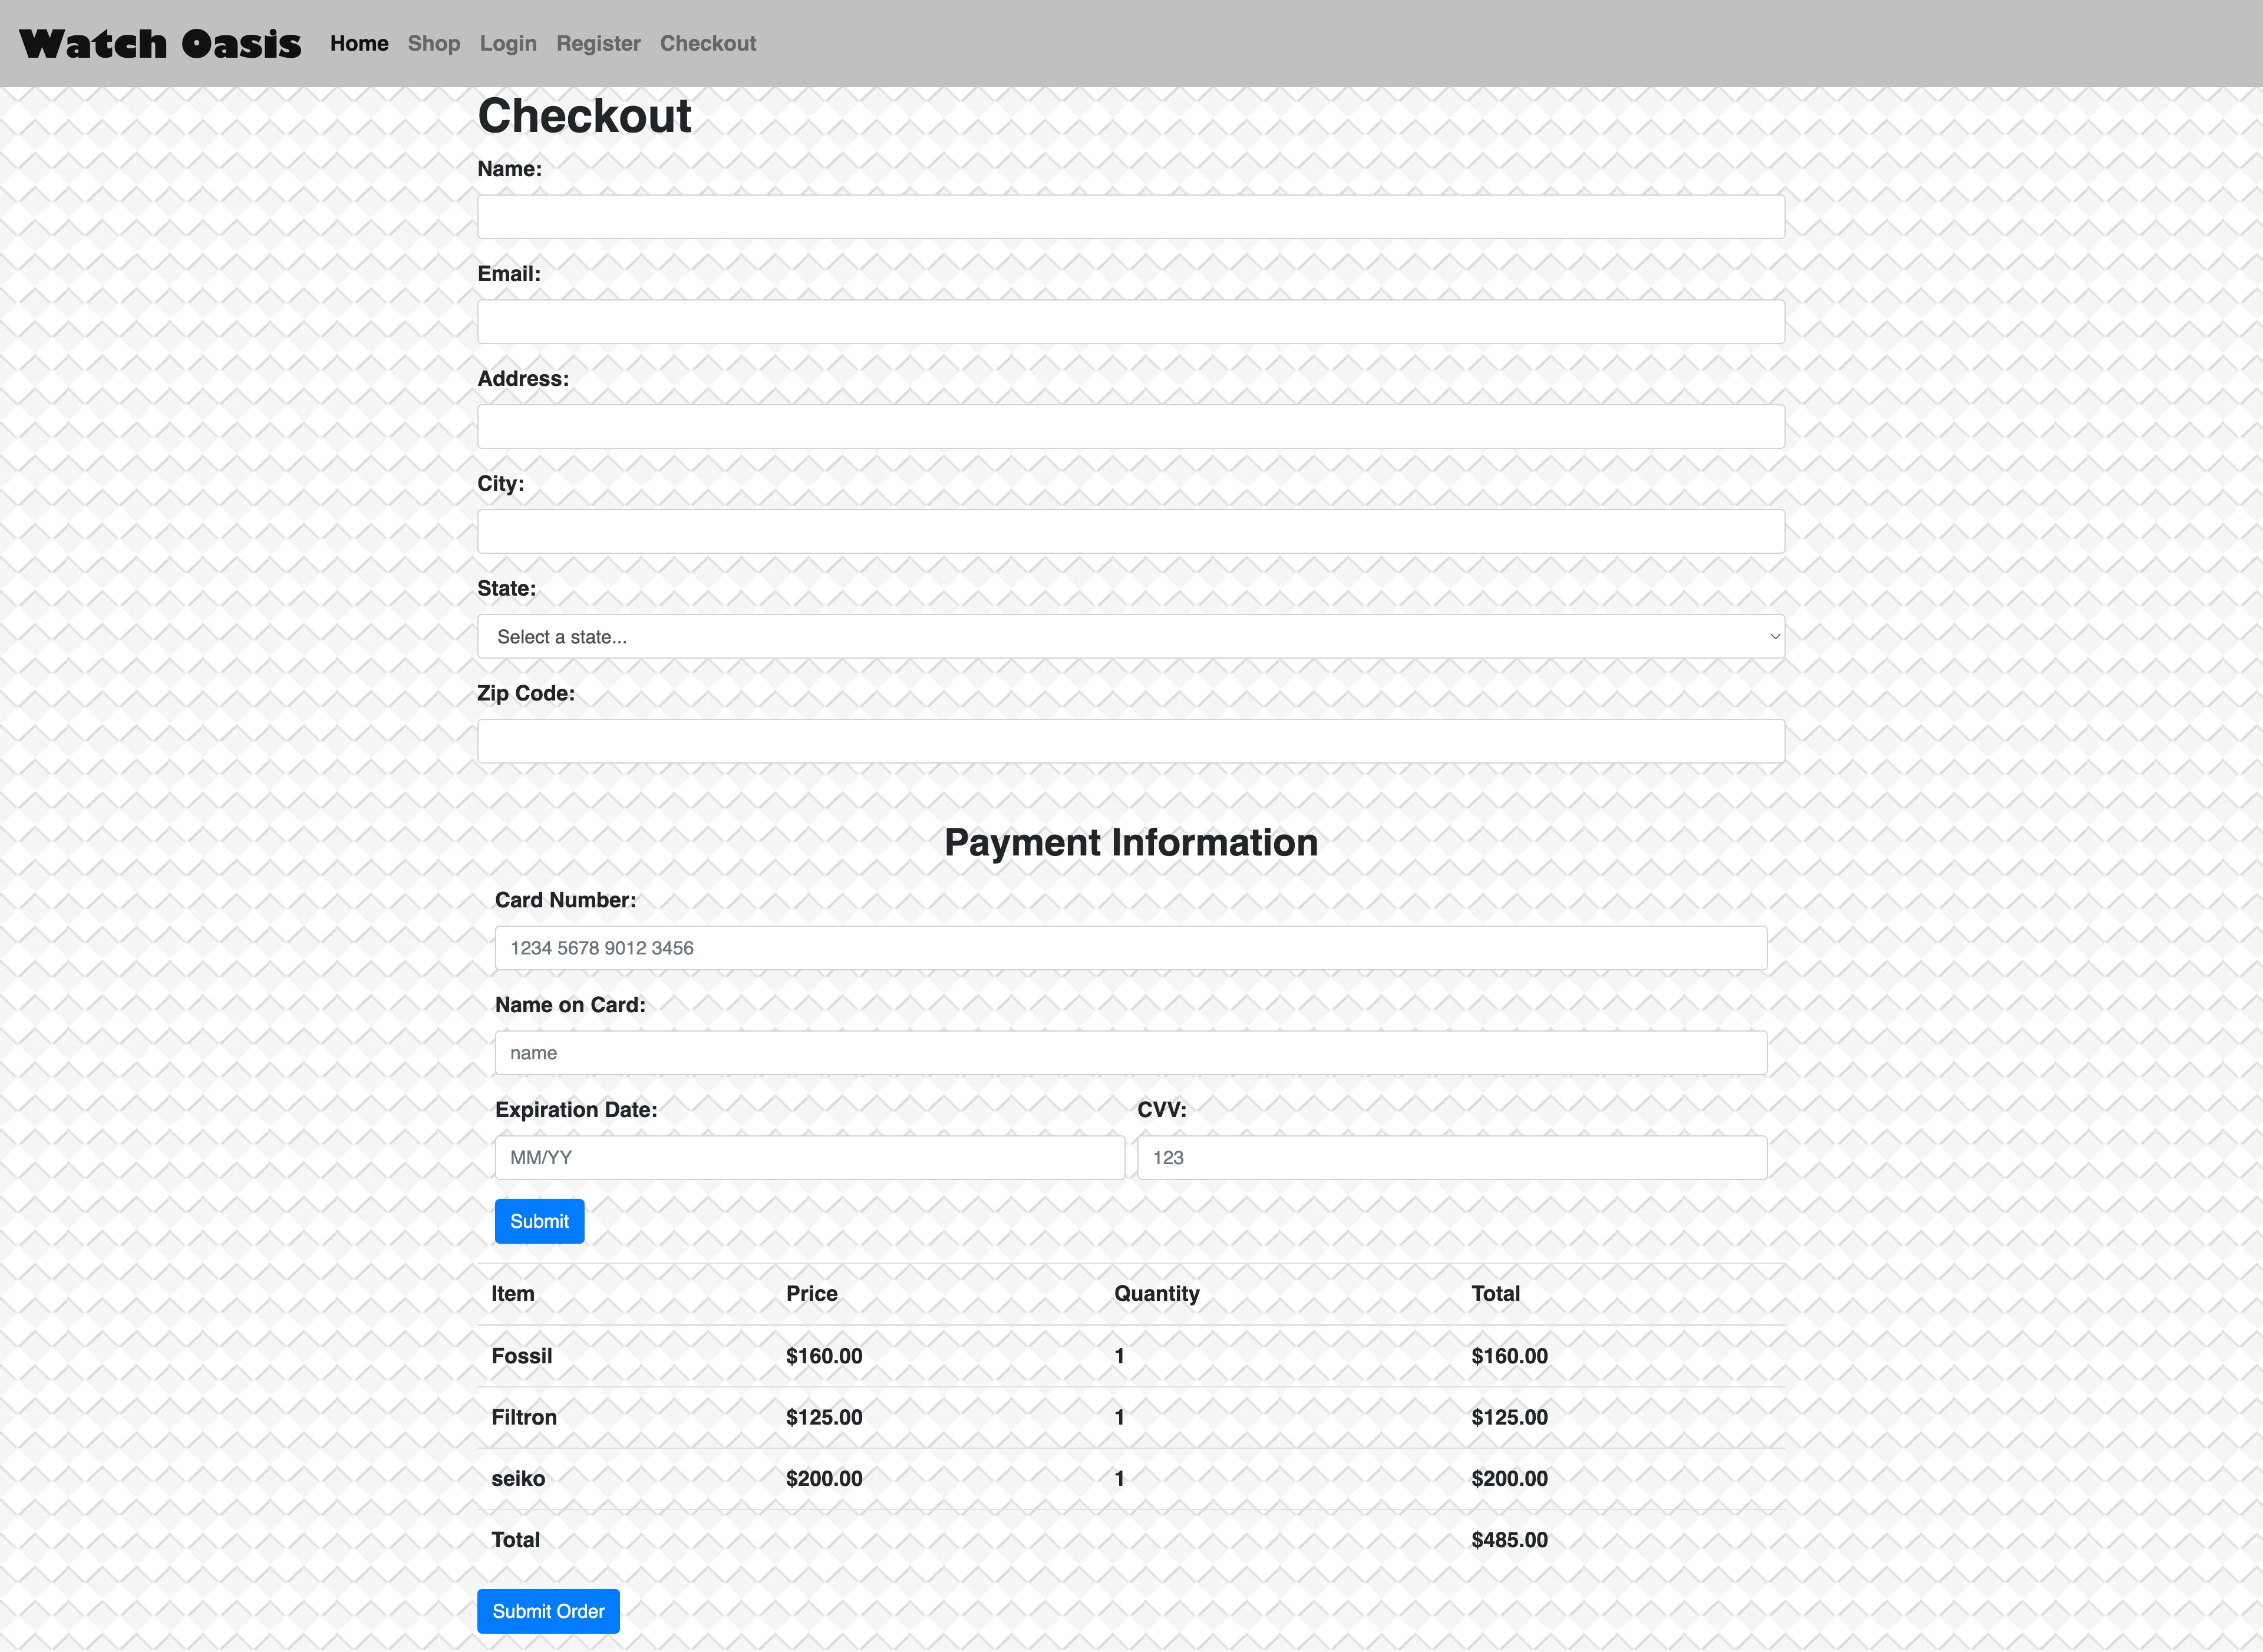 Watch Oasis Home Shop Login Register Checkout
Checkout
Name:
Email:
Address:
City:
State:
Select a state...
Zip Code:
Payment Information
Card Number:
1234 5678 9012 3456
Name on Card:
name
Expiration Date: CVV:
MM/YY 123
Submit
Item Price Quantity Total
Fossil $160.00 1 $160.00
Filtron $125.00 1 $125.00
seiko $200.00 1 $200.00
Total $485.00
Submit Order